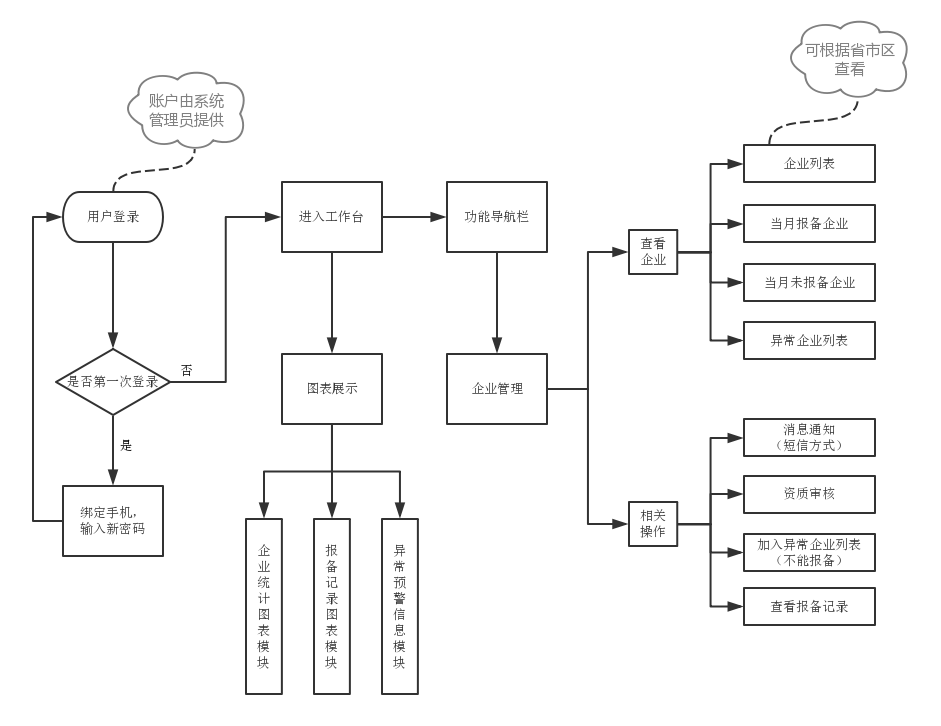 可根据省市区
查看
账户由系统
管理员提供
用户登录
进入工作台
功能导航栏
查看
企业
企业列表
当月报备企业
当月未报备企业
异常企业列表
是否第一次登录
否
是
图表展示
企业管理
绑定手机,
输入新密码
企业统计图表模块
报备记录图表模块
异常预警信息模块
相关
操作
消息通知
（短信方式）
资质审核
加入异常企业列表
（不能报备）
查看报备记录